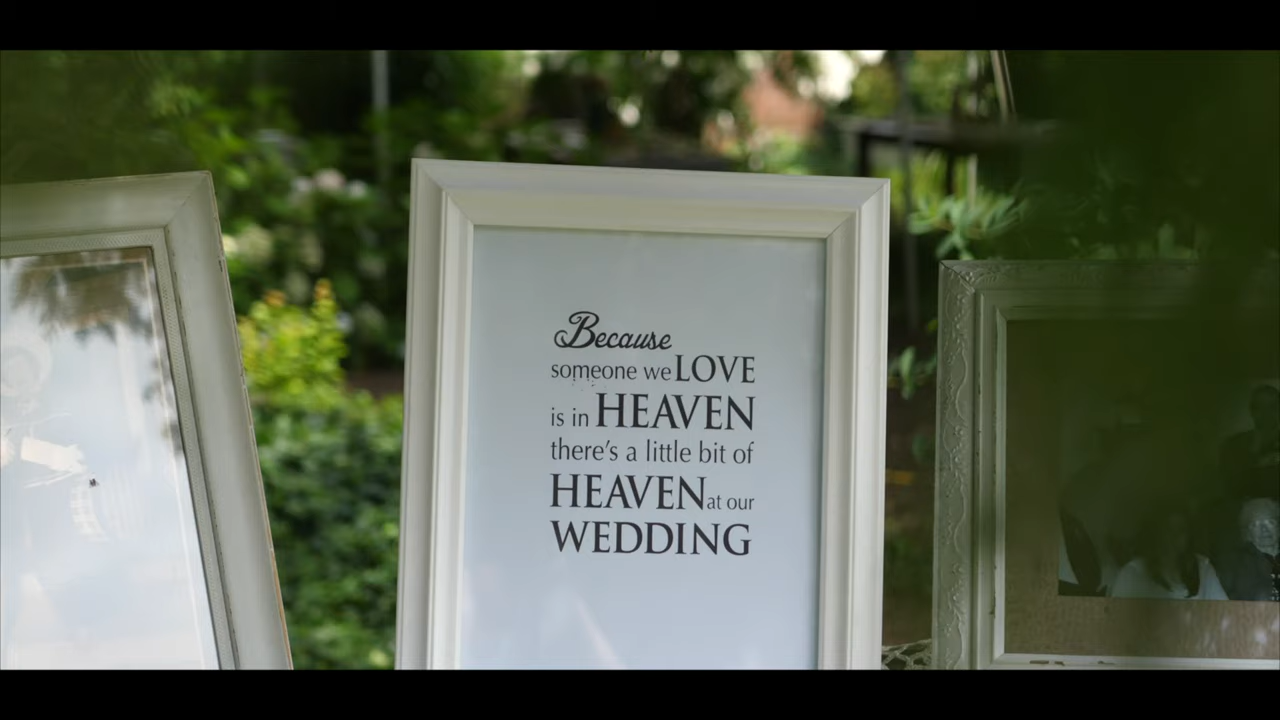 Because
someone we LOVE
is in HEAVEN
there's a little bit of
HEAVEN at our
WEDDING